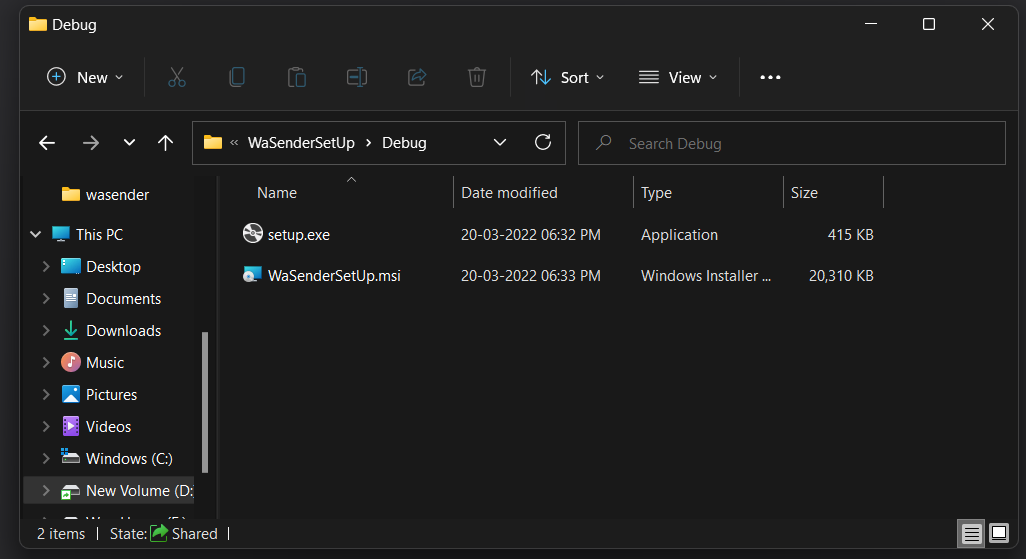 Debug
New
Sort
View
« WaSenderSetUp > Debug
Search Debug
Name Date modified Type Size
setup.exe 20-03-2022 06:32 PM Application 415 KB
WaSenderSetUp.msi 20-03-2022 06:33 PM Windows Installer ... 20,310 KB
wasender
This PC
Desktop
Documents
Downloads
Music
Pictures
Videos
Windows (C:)
New Volume (D:
2 items State: Shared